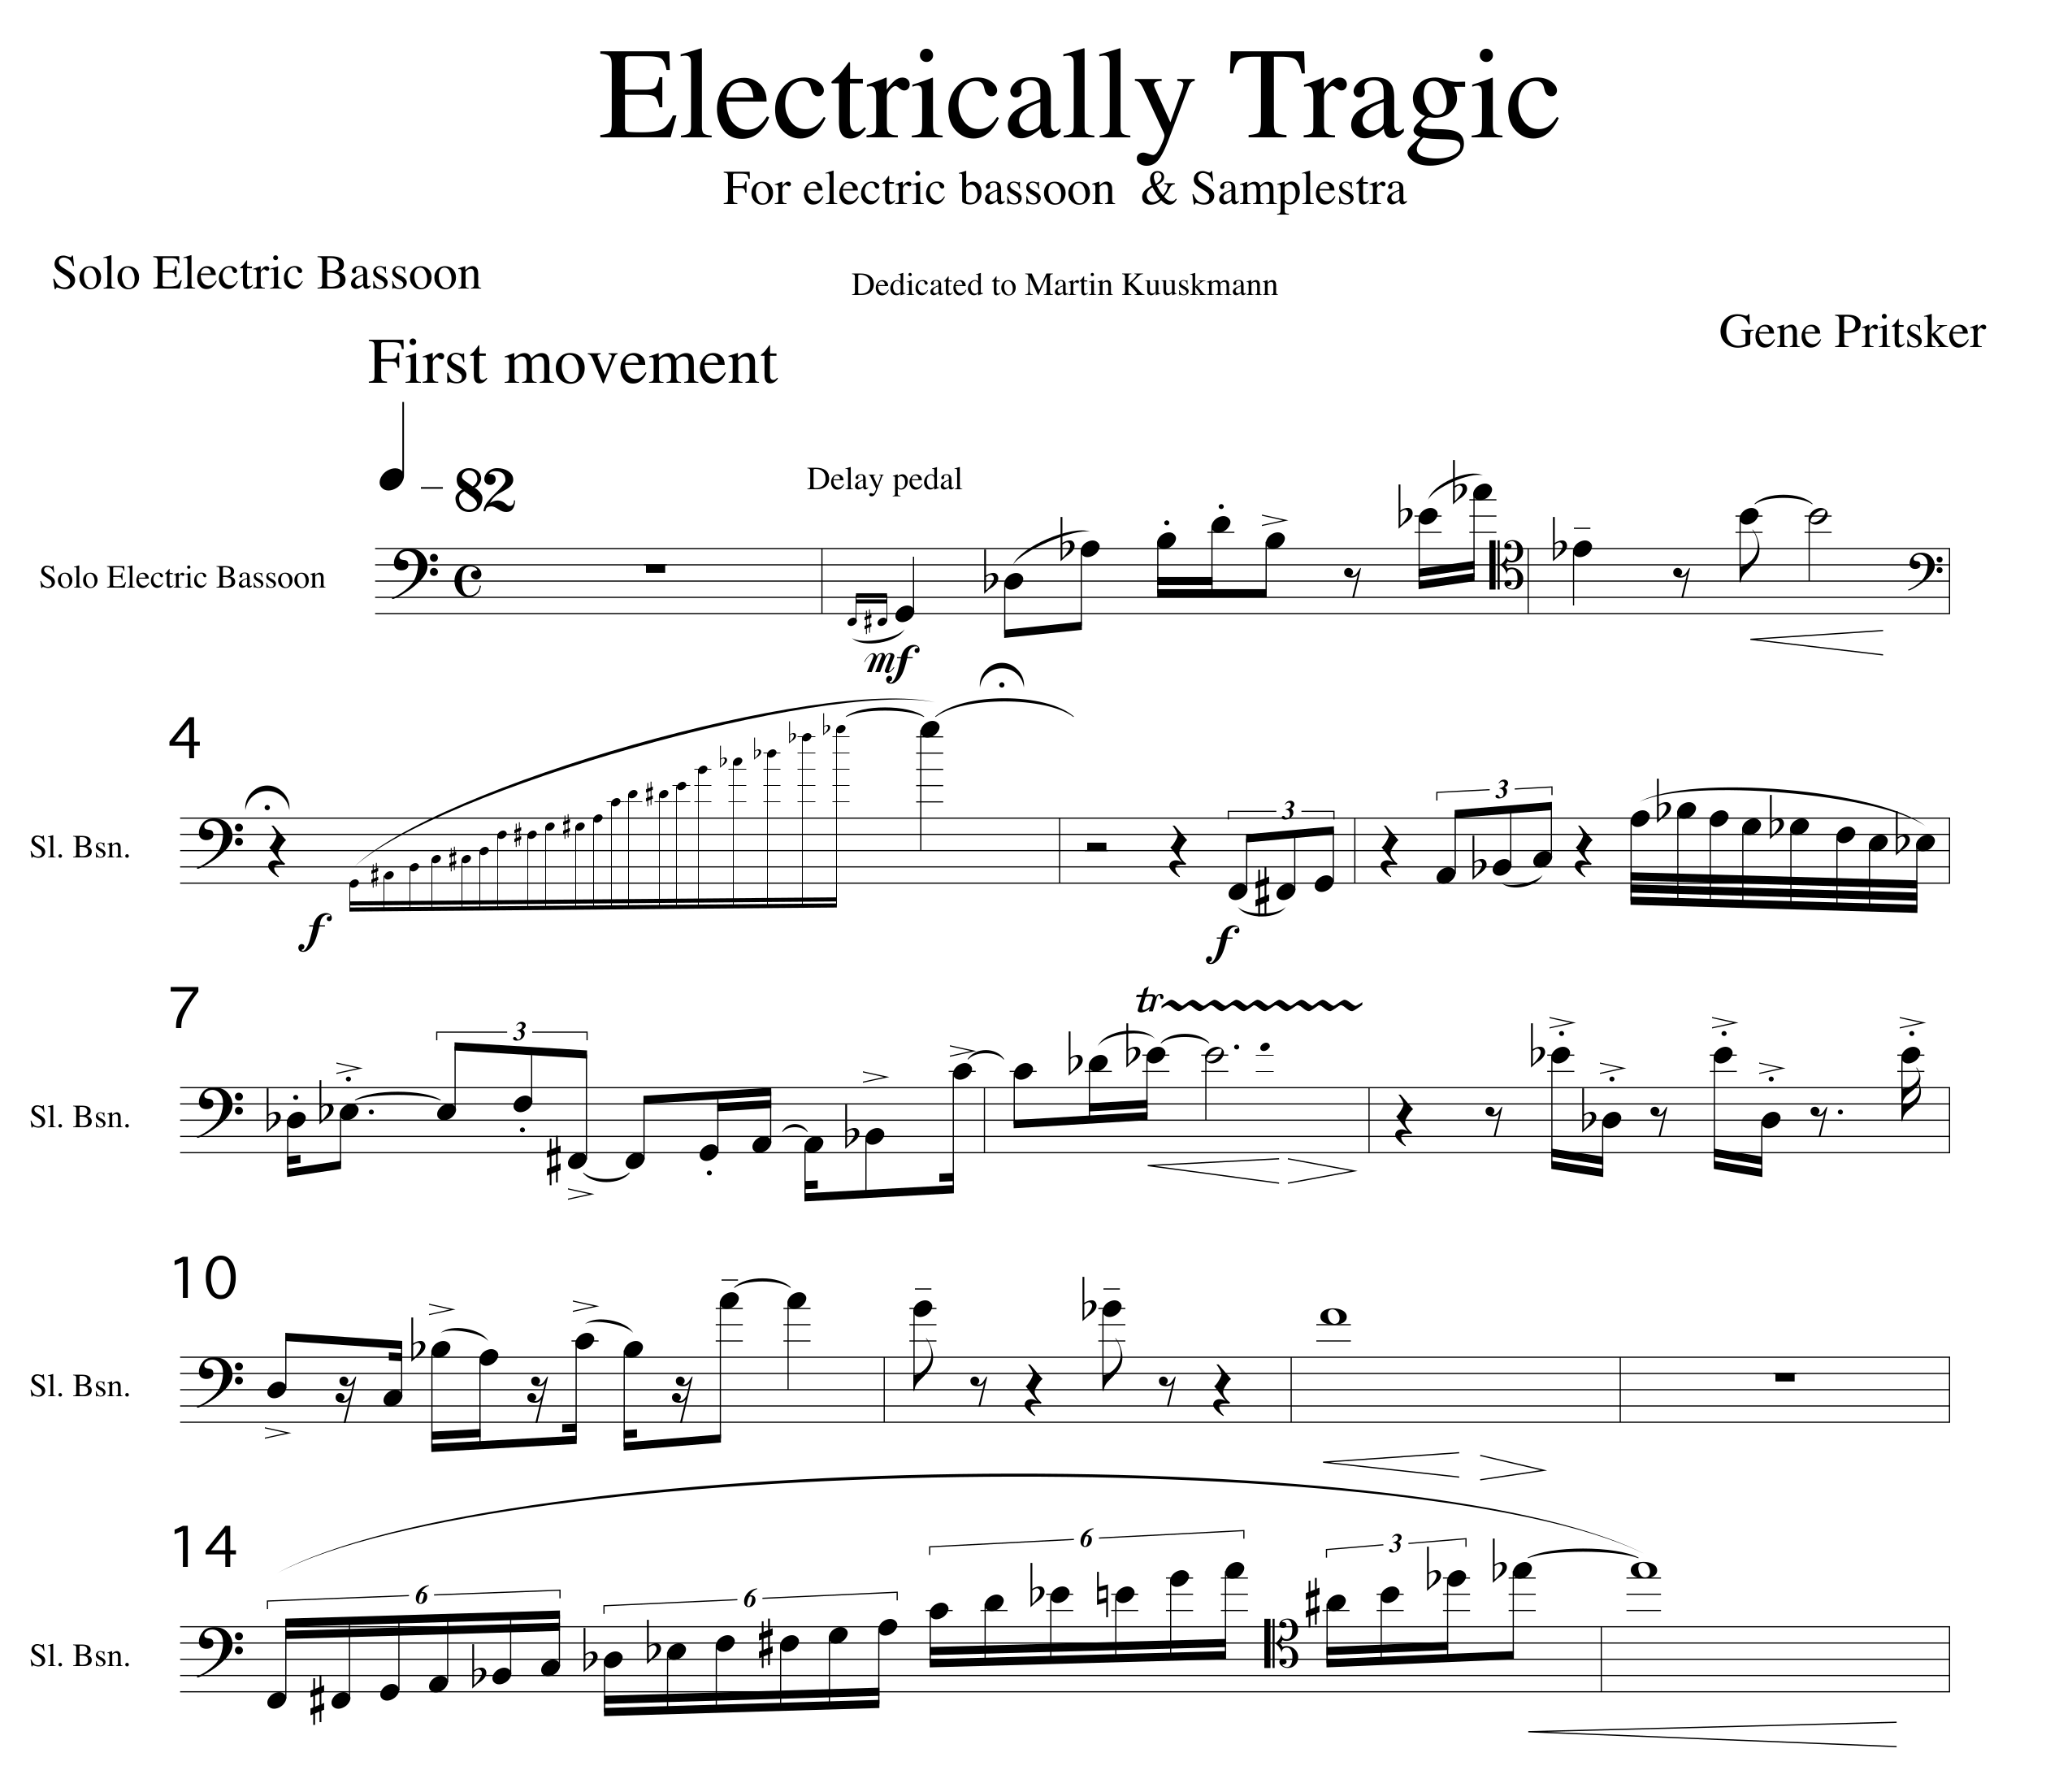 Electrically Tragic
For electric bassoon & Samplestra
Solo Electric Bassoon
Dedicated to Martin Kuuskmann
Gene Pritsker
First movement
♩ – 82
Delay pedal
Solo Electric Bassoon
mf
4
Sl. Bsn.
3
3
f
f
7
tr
3
Sl. Bsn.
10
Sl. Bsn.
14
6
6
6
3
Sl. Bsn.